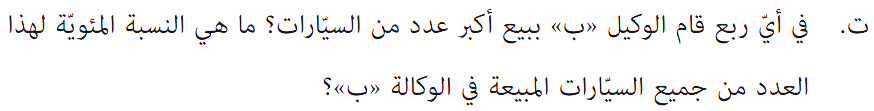 ت. في أيّ ربع قام الوكيل «ب» ببيع أكبر عدد من السيّارات؟ ما هي النسبة المئويّة لهذا
العدد من جميع السيّارات المبيعة في الوكالة «ب»؟